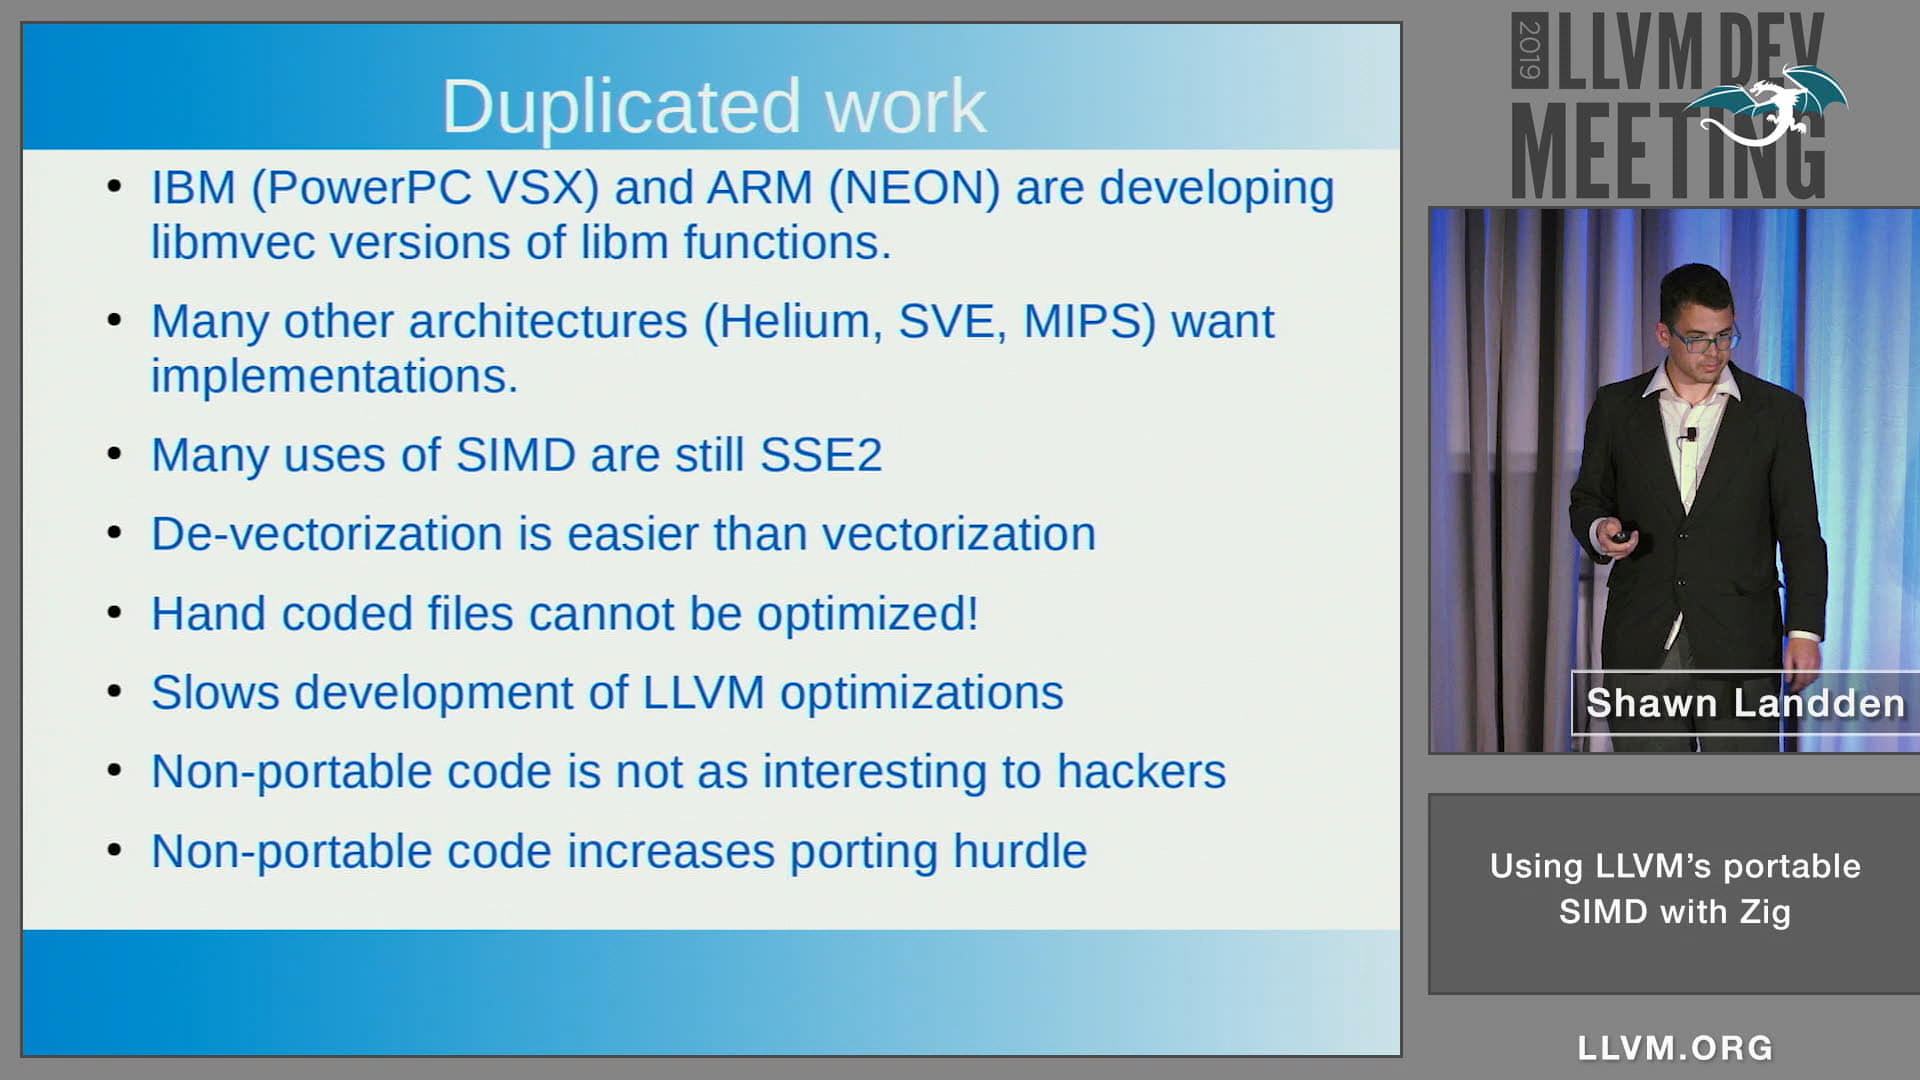 Duplicated work
• IBM (PowerPC VSX) and ARM (NEON) are developing
libmvec versions of libm functions.
• Many other architectures (Helium, SVE, MIPS) want
implementations.
• Many uses of SIMD are still SSE2
• De-vectorization is easier than vectorization
• Hand coded files cannot be optimized!
• Slows development of LLVM optimizations
• Non-portable code is not as interesting to hackers
• Non-portable code increases porting hurdle
2019
LLVM DEV
MEETING
Shawn Landden
Using LLVM’s portable
SIMD with Zig
LLVM.ORG